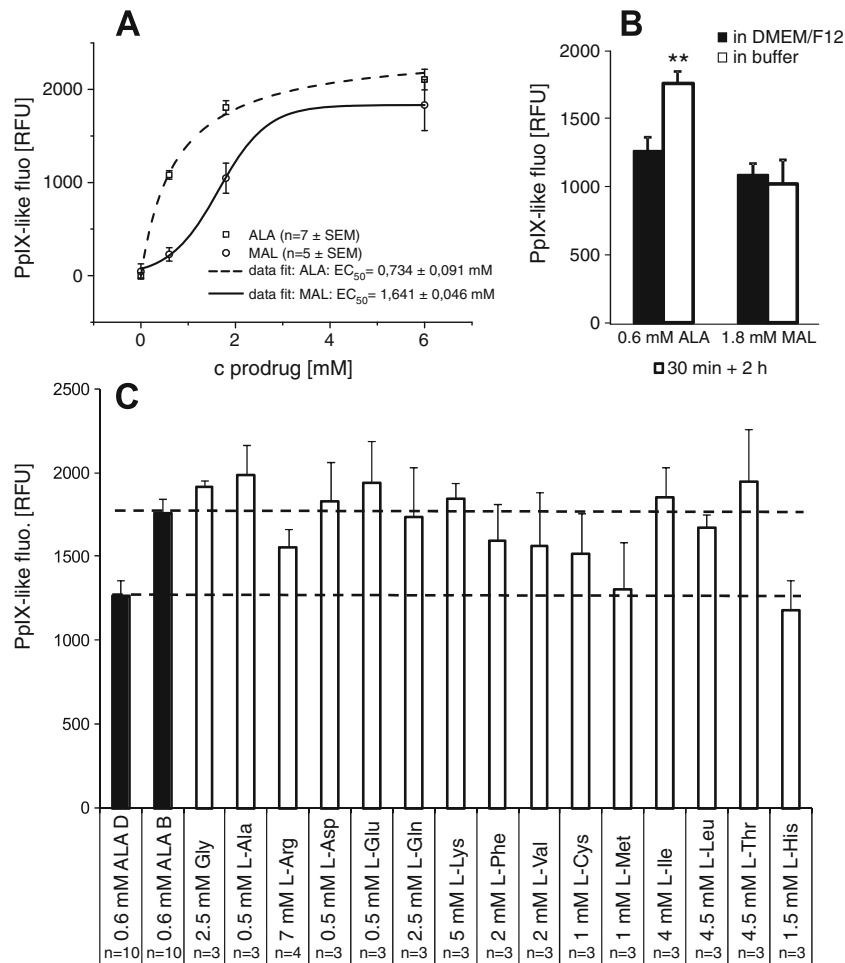 A
PpIX-like fluo [RFU]
2000
1000
0
ALA (n=7 ± SEM)
MAL (n=5 ± SEM)
data fit: ALA: EC50= 0,734 ± 0,091 mM
data fit: MAL: EC50= 1,641 ± 0,046 mM
0 2 4 6
c prodrug [mM]
B
in DMEM/F12
in buffer
PpIX-like fluo [RFU]
2000
1500
1000
500
0
**
0.6 mM ALA 1.8 mM MAL
30 min + 2 h
C
PpIX-like fluo. [RFU]
2500
2000
1500
1000
500
0
0.6 mM ALA D
0.6 mM ALA B
2.5 mM Gly
0.5 mM L-Ala
7 mM L-Arg
0.5 mM L-Asp
0.5 mM L-Glu
2.5 mM L-Gln
5 mM L-Lys
2 mM L-Phe
2 mM L-Val
1 mM L-Cys
1 mM L-Met
4 mM L-Ile
4.5 mM L-Leu
4.5 mM L-Thr
1.5 mM L-His
n=10 n=10 n=3 n=3 n=4 n=3 n=3 n=3 n=3 n=3 n=3 n=3 n=3 n=3 n=3 n=3 n=3